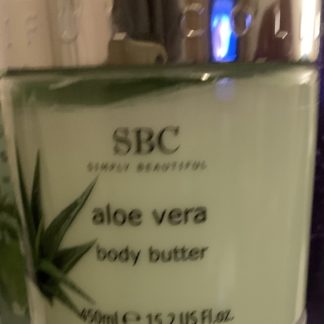 SBC
SIMPLY BEAUTIFUL
aloe vera
body butter
450ml ℮ 15.2 US Fl.oz